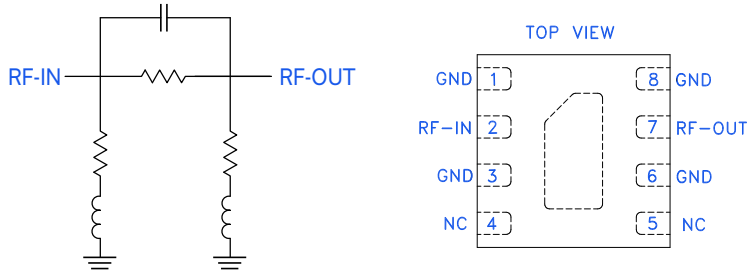 RF-IN
RF-OUT
TOP VIEW
GND 1
8 GND
RF-IN 2
7 RF-OUT
GND 3
6 GND
NC 4
5 NC